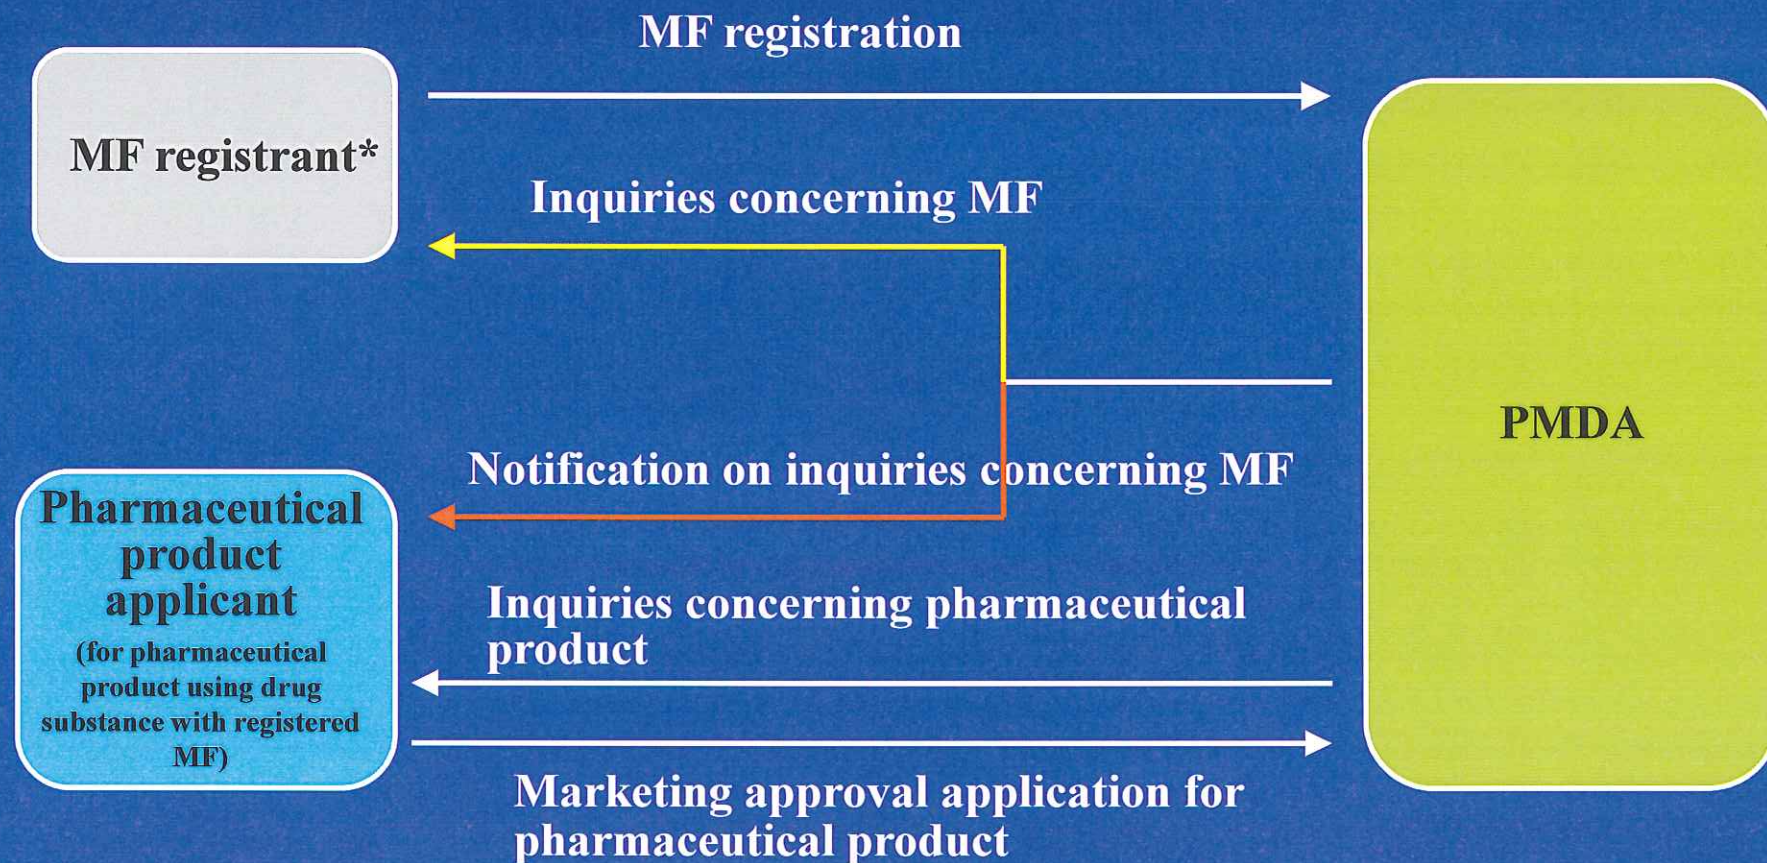 MF registration
MF registrant*
Inquiries concerning MF
PMDA
Notification on inquiries concerning MF
Pharmaceutical
product
applicant
(for pharmaceutical
product using drug
substance with registered
MF)
Inquiries concerning pharmaceutical
product
Marketing approval application for
pharmaceutical product